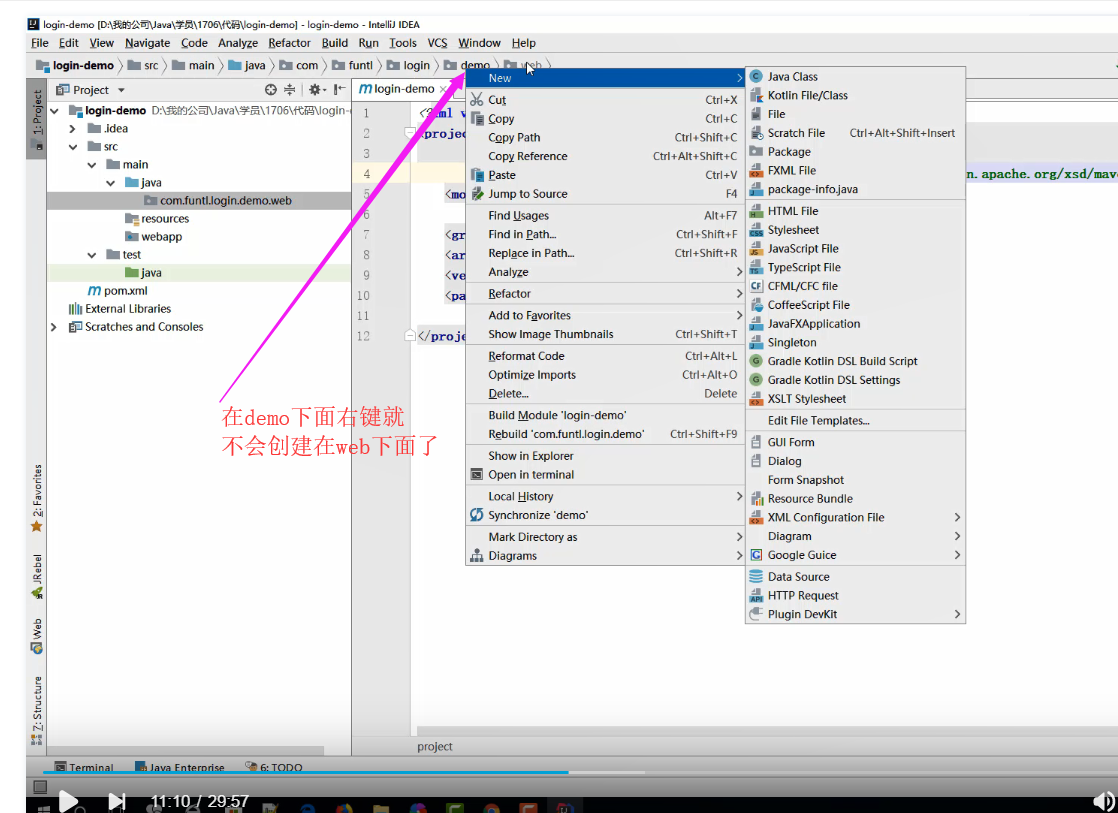 login-demo [D:\我的公司\Java\学员\1706\代码\login-demo] - login-demo - IntelliJ IDEA
File Edit View Navigate Code Analyze Refactor Build Run Tools VCS Window Help
login-demo src main java com funtl login demo web
1: Project
Project
login-demo
login-demo D:\我的公司\Java\学员\1706\代码\login-
.idea
src
main
java
com.funtl.login.demo.web
resources
webapp
test
java
pom.xml
External Libraries
Scratches and Consoles
1
2
3
4
5
6
7
8
9
10
11
12
<?xml v
<proje
n.apache.org/xsd/mav
<mo
<gr
<ar
<ve
<pa
</proje
New
Cut Ctrl+X
Copy Ctrl+C
Copy Path Ctrl+Shift+C
Copy Reference Ctrl+Alt+Shift+C
Paste Ctrl+V
Jump to Source F4
Find Usages Alt+F7
Find in Path... Ctrl+Shift+F
Replace in Path... Ctrl+Shift+R
Analyze
Refactor
Add to Favorites
Show Image Thumbnails Ctrl+Shift+T
Reformat Code Ctrl+Alt+L
Optimize Imports Ctrl+Alt+O
Delete... Delete
Build Module 'login-demo'
Rebuild 'com.funtl.login.demo' Ctrl+Shift+F9
Show in Explorer
Open in terminal
Local History
Synchronize 'demo'
Mark Directory as
Diagrams
Java Class
Kotlin File/Class
File
Scratch File Ctrl+Alt+Shift+Insert
Package
FXML File
package-info.java
HTML File
Stylesheet
JavaScript File
TypeScript File
CFML/CFC file
CoffeeScript File
JavaFXApplication
Singleton
Gradle Kotlin DSL Build Script
Gradle Kotlin DSL Settings
XSLT Stylesheet
Edit File Templates...
GUI Form
Dialog
Form Snapshot
Resource Bundle
XML Configuration File
Diagram
Google Guice
Data Source
HTTP Request
Plugin DevKit
在demo下面右键就
不会创建在web下面了
2: Favorites
JRebel
Web
7: Structure
project
Terminal Java Enterprise 6: TODO
11:10 / 29:57